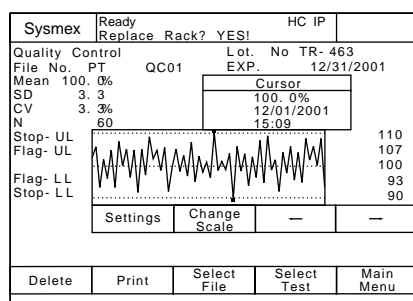 Sysmex
Ready HC IP
Replace Rack? YES!
Quality Control Lot. No TR-463
File No. PT QC01 EXP. 12/31/2001
Mean 100.0%
SD 3.3
CV 3.3%
N 60
Cursor
100.0%
12/01/2001
15:09
Stop-UL 110
Flag-UL 107
100
Flag-LL 93
Stop-LL 90
Settings Change Scale ← →
Delete Print Select File Select Test Main Menu